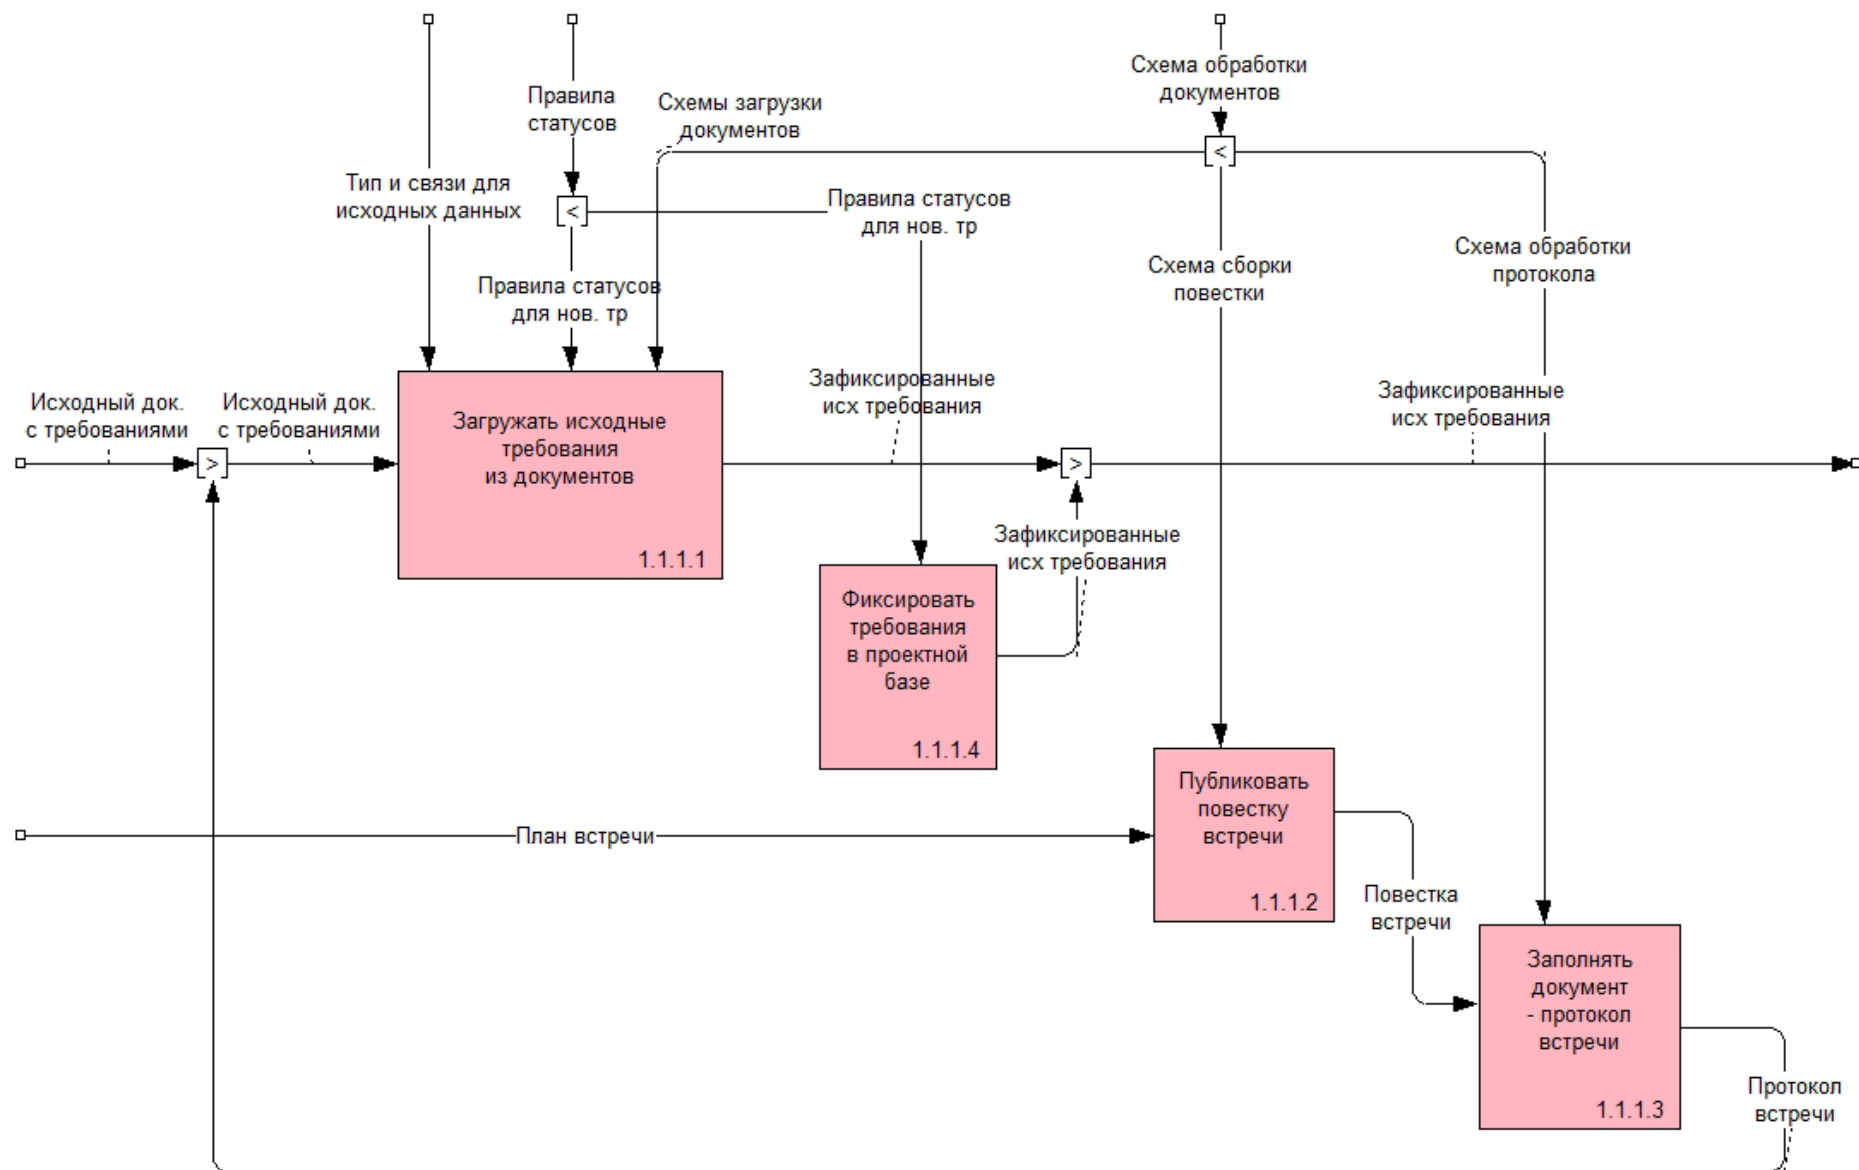 Схема обработки
документов
Правила
статусов
Схемы загрузки
документов
Тип и связи для
исходных данных
<
<
Правила статусов
для нов. тр
Схема обработки
протокола
Схема сборки
повестки
Правила статусов
для нов. тр
Исходный док.
с требованиями
Исходный док.
с требованиями
>
Загружать исходные
требования
из документов
1.1.1.1
Зафиксированные
исх требования
>
Зафиксированные
исх требования
Зафиксированные
исх требования
Фиксировать
требования
в проектной
базе
1.1.1.4
План встречи
Публиковать
повестку
встречи
1.1.1.2
Повестка
встречи
Заполнять
документ
- протокол
встречи
1.1.1.3
Протокол
встречи